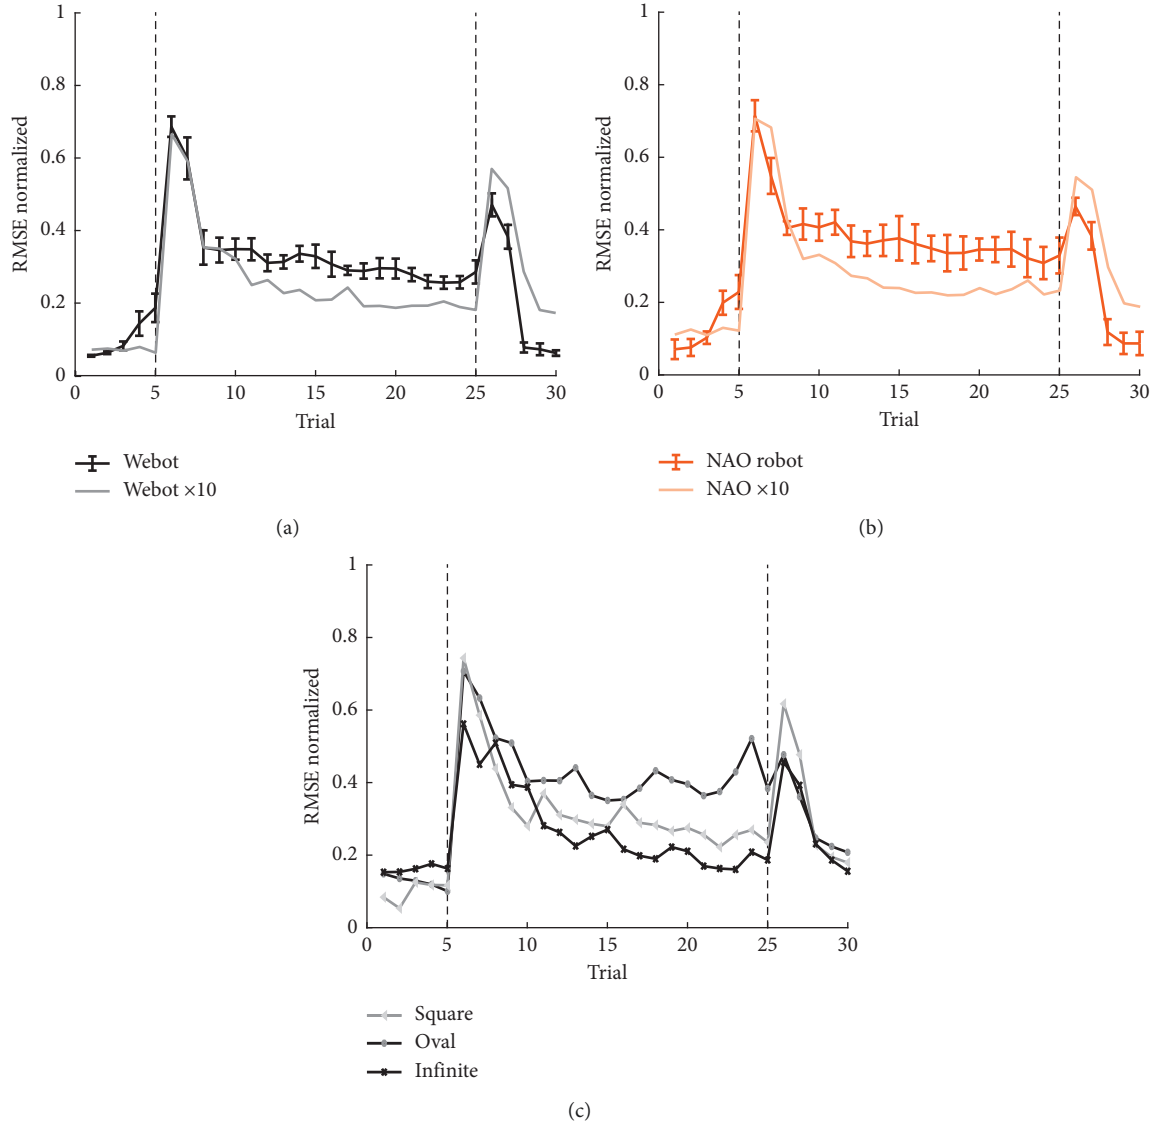 1
0.8
0.6
0.4
0.2
0
RMSE normalized
0 5 10 15 20 25 30
Trial
Webot
Webot ×10
(a)
1
0.8
0.6
0.4
0.2
0
RMSE normalized
0 5 10 15 20 25 30
Trial
NAO robot
NAO ×10
(b)
1
0.8
0.6
0.4
0.2
0
RMSE normalized
0 5 10 15 20 25 30
Trial
Square
Oval
Infinite
(c)